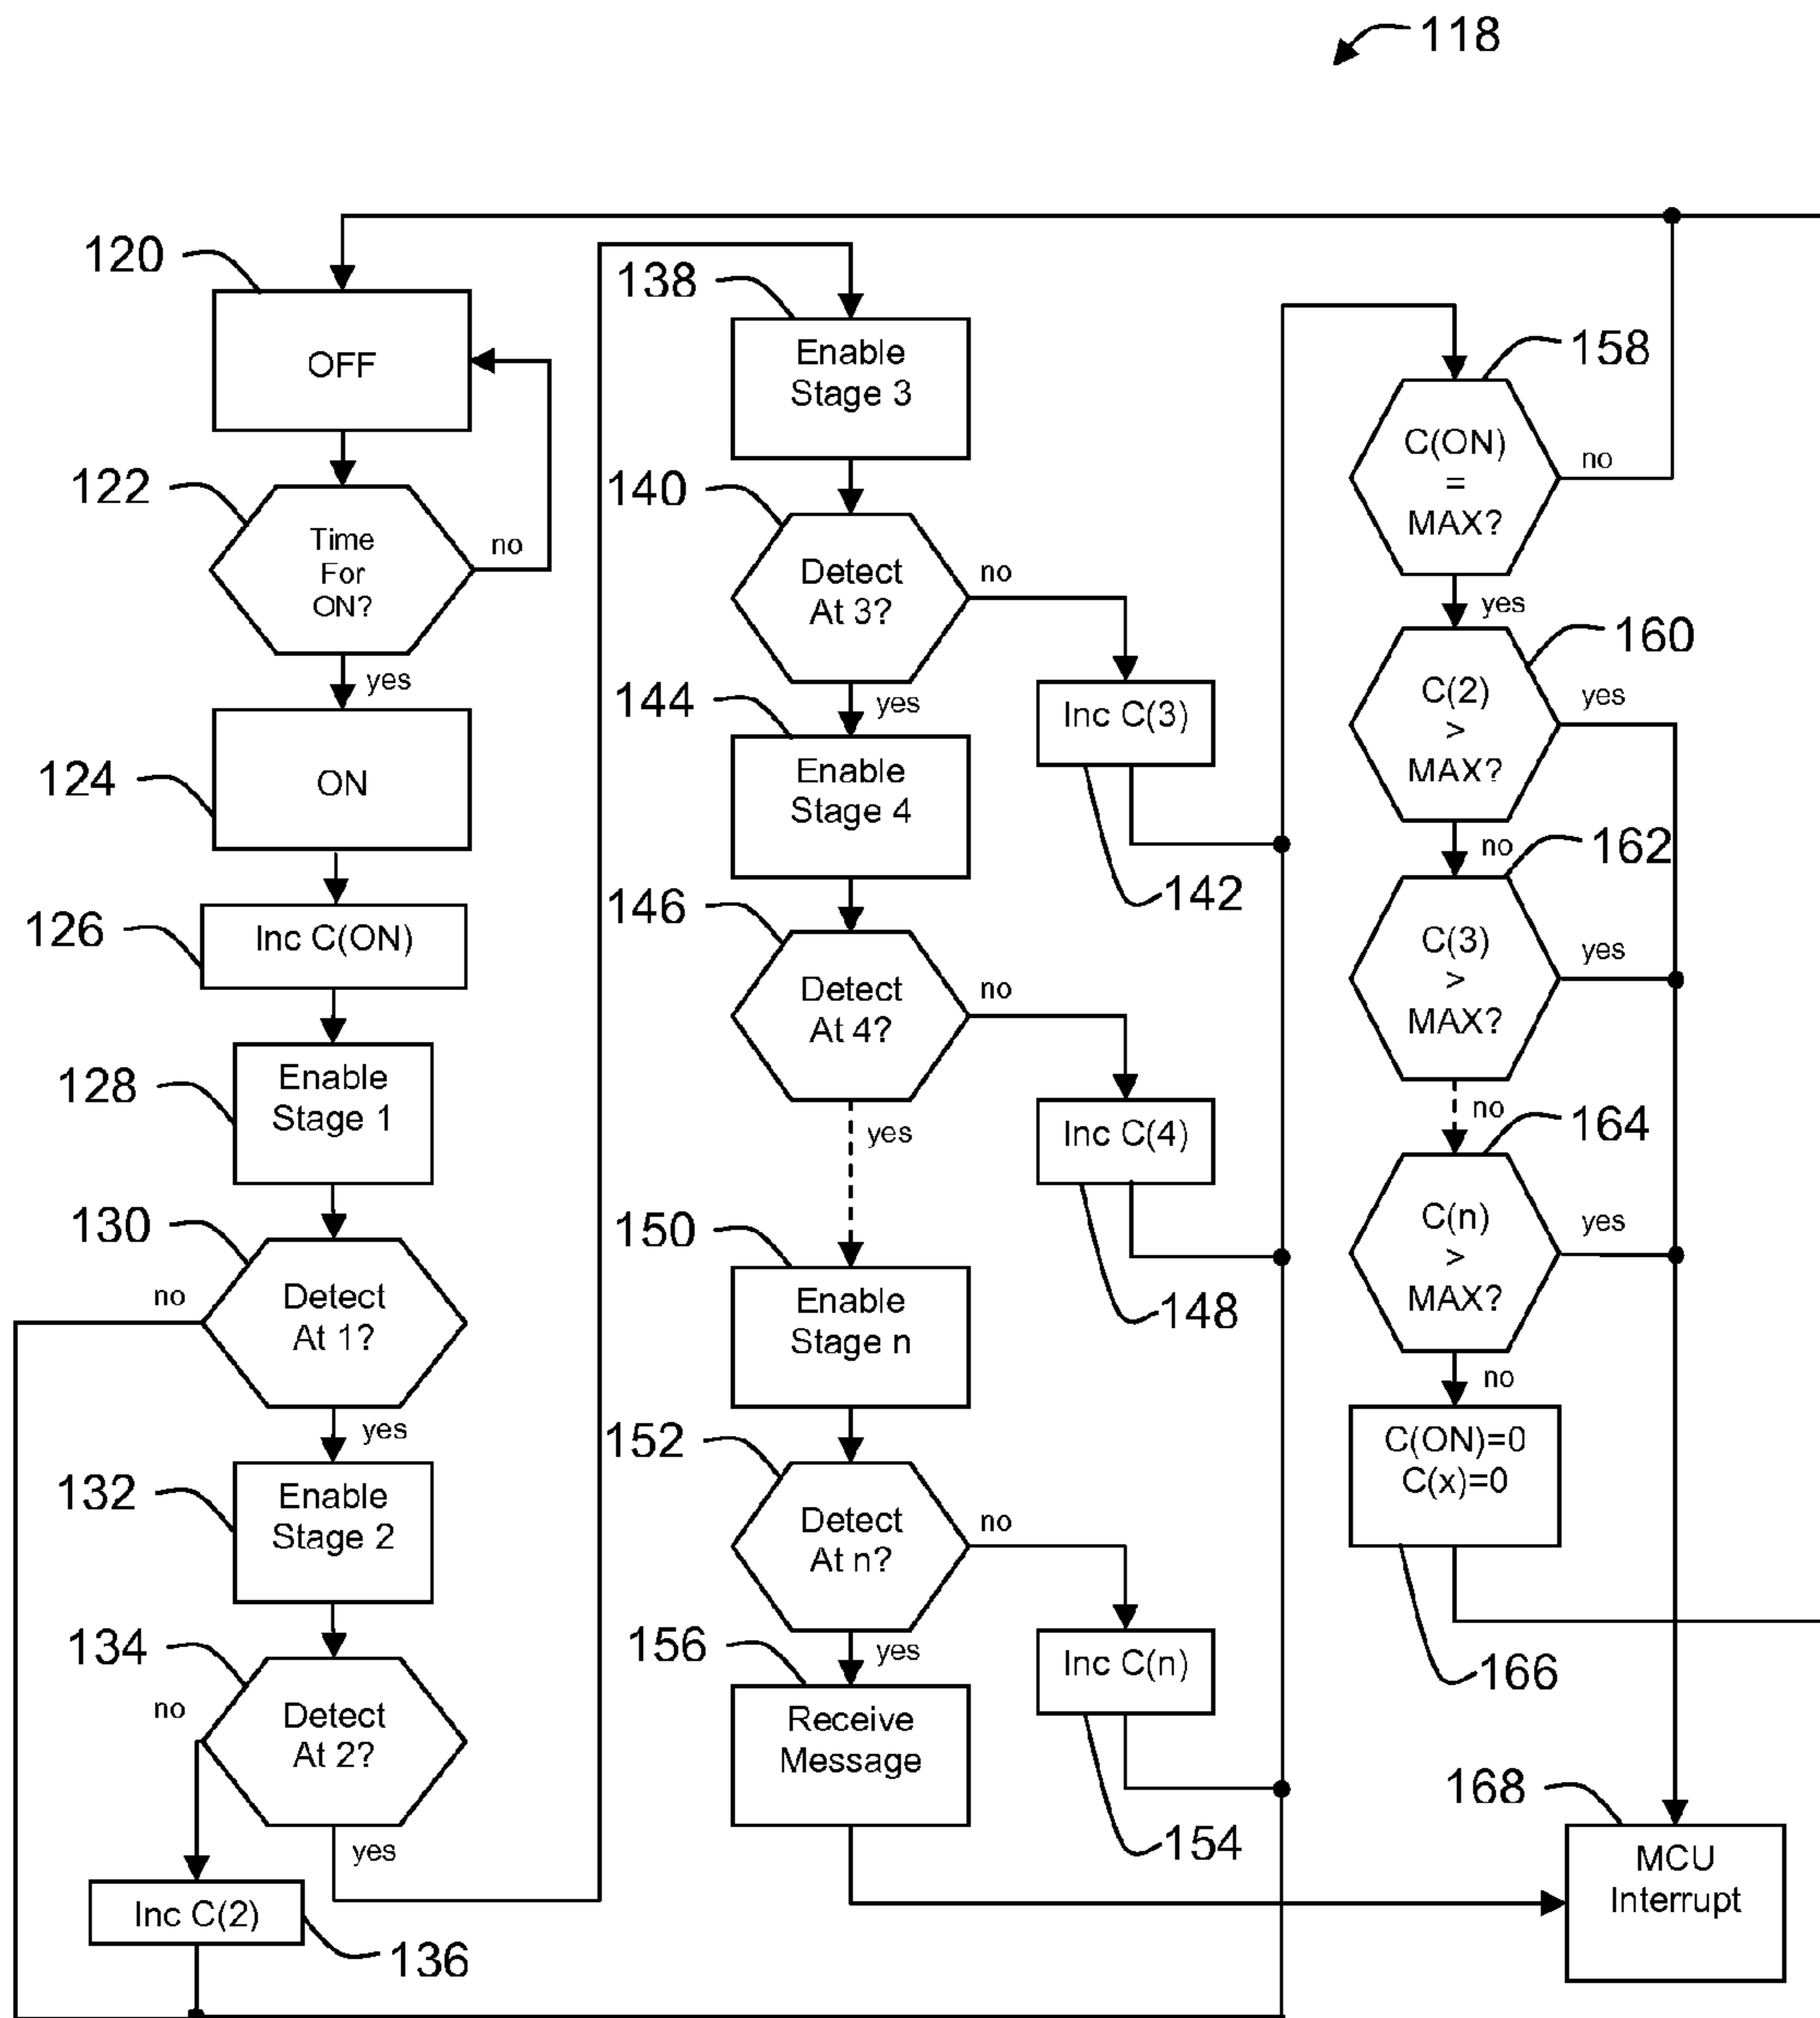 118
120
OFF
122
Time
For
ON?
no
yes
124
ON
126
Inc C(ON)
128
Enable
Stage 1
130
no
Detect
At 1?
yes
132
Enable
Stage 2
134
no
Detect
At 2?
yes
Inc C(2)
136
138
Enable
Stage 3
140
Detect
At 3?
no
yes
Inc C(3)
142
144
Enable
Stage 4
146
Detect
At 4?
no
yes
Inc C(4)
148
150
Enable
Stage n
152
Detect
At n?
no
yes
Inc C(n)
154
156
Receive
Message
158
C(ON)
=
MAX?
no
yes
160
C(2)
>
MAX?
yes
no
162
C(3)
>
MAX?
yes
no
164
C(n)
>
MAX?
yes
no
C(ON)=0
C(x)=0
166
168
MCU
Interrupt